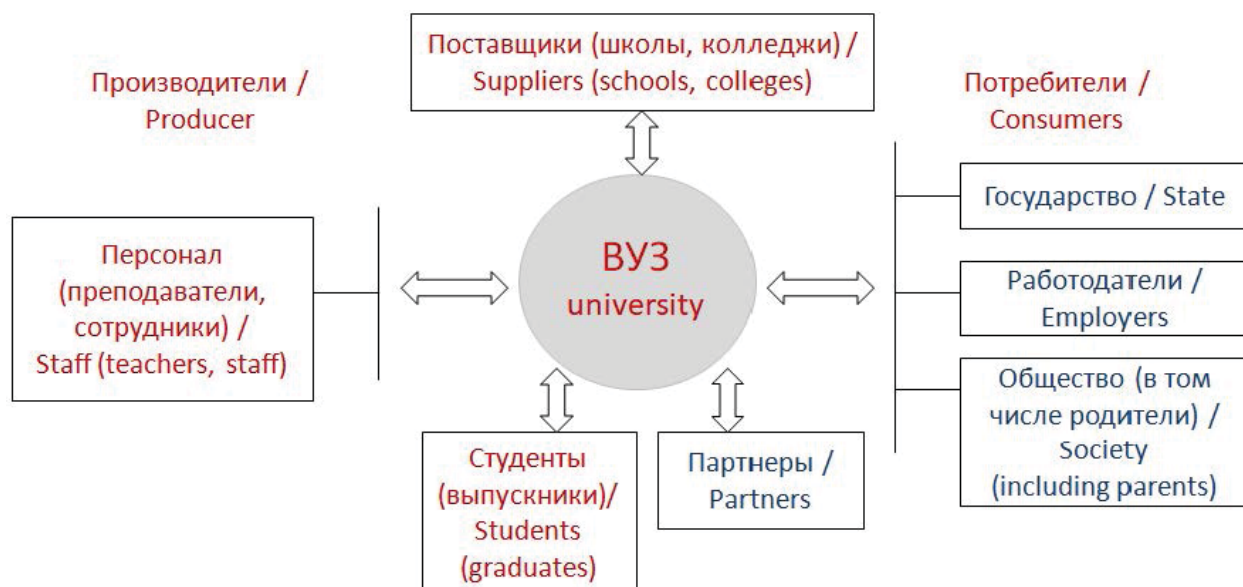 Поставщики (школы, колледжи) /
Suppliers (schools, colleges)
Производители /
Producer
Потребители /
Consumers
Государство / State
Персонал
(преподаватели,
сотрудники) /
Staff (teachers, staff)
ВУЗ
university
Работодатели /
Employers
Общество (в том
числе родители) /
Society
(including parents)
Студенты
(выпускники)/
Students
(graduates)
Партнеры /
Partners